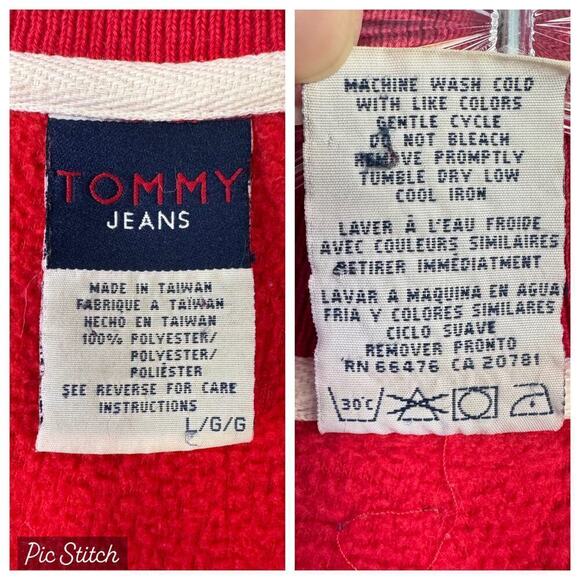 TOMMY
JEANS
MADE IN TAIWAN
FABRIQUE A TAIWAN
HECHO EN TAIWAN
100% POLYESTER/
POLYESTER/
POLIÉSTER
SEE REVERSE FOR CARE
INSTRUCTIONS
L/G/G
MACHINE WASH COLD
WITH LIKE COLORS
GENTLE CYCLE
DO NOT BLEACH
REMOVE PROMPTLY
TUMBLE DRY LOW
COOL IRON
LAVER À L'EAU FROIDE
AVEC COULEURS SIMILAIRES
RETIRER IMMÉDIATMENT
LAVAR A MAQUINA EN AGUA
FRIA Y COLORES SIMILARES
CICLO SUAVE
REMOVER PRONTO
RN 66476 CA 20781
30°C
Pic Stitch